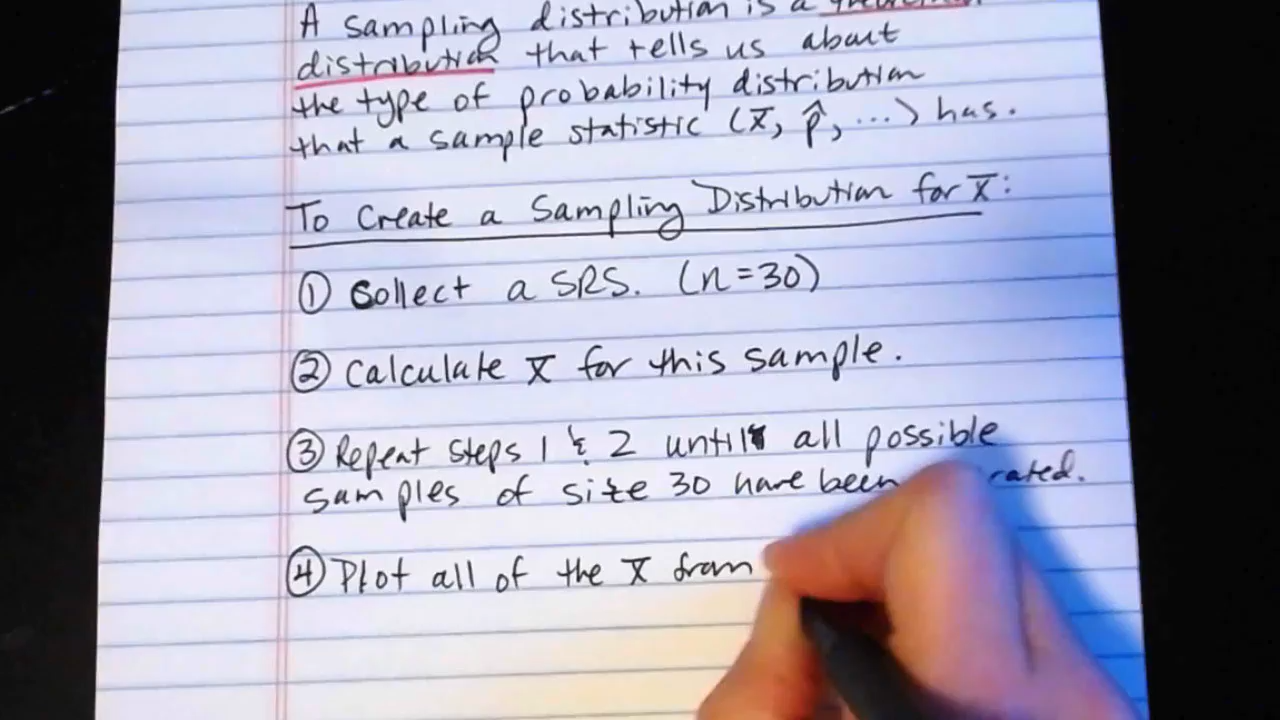 A sampling distribution is a
distribution that tells us about
the type of probability distribution
that a sample statistic (x̄, p̂, ...) has.
To Create a Sampling Distribution for x̄:
① Collect a SRS. (n=30)
② Calculate x̄ for this sample.
③ Repeat steps 1 & 2 until all possible
samples of size 30 have been rated.
④ Plot all of the x̄ from